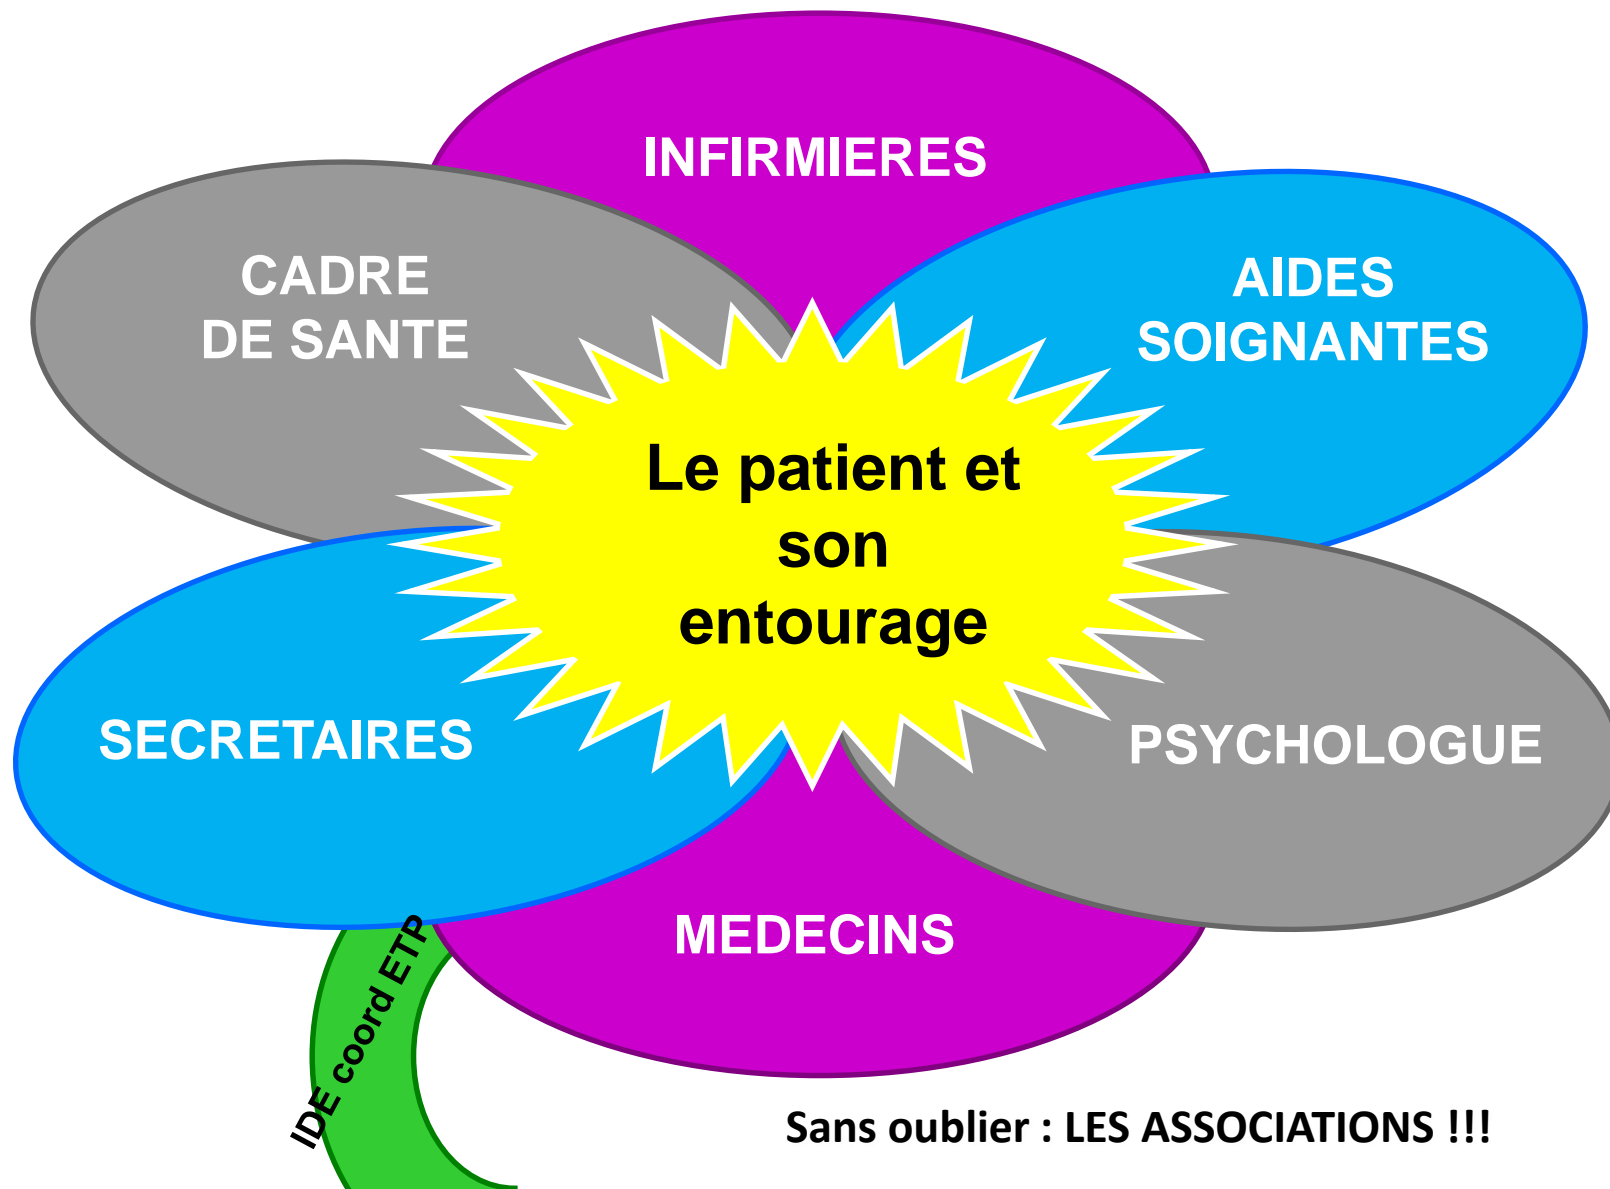 INFIRMIERES
CADRE
DE SANTE
AIDES
SOIGNANTES
Le patient et
son
entourage
SECRETAIRES
PSYCHOLOGUE
MEDECINS
IDE coord ETP
Sans oublier : LES ASSOCIATIONS !!!